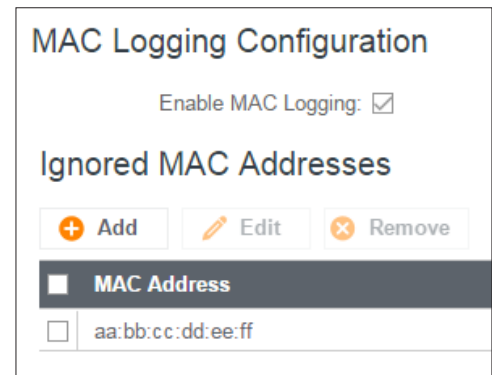 MAC Logging Configuration
Enable MAC Logging:
Ignored MAC Addresses
Add Edit Remove
MAC Address
aa:bb:cc:dd:ee:ff